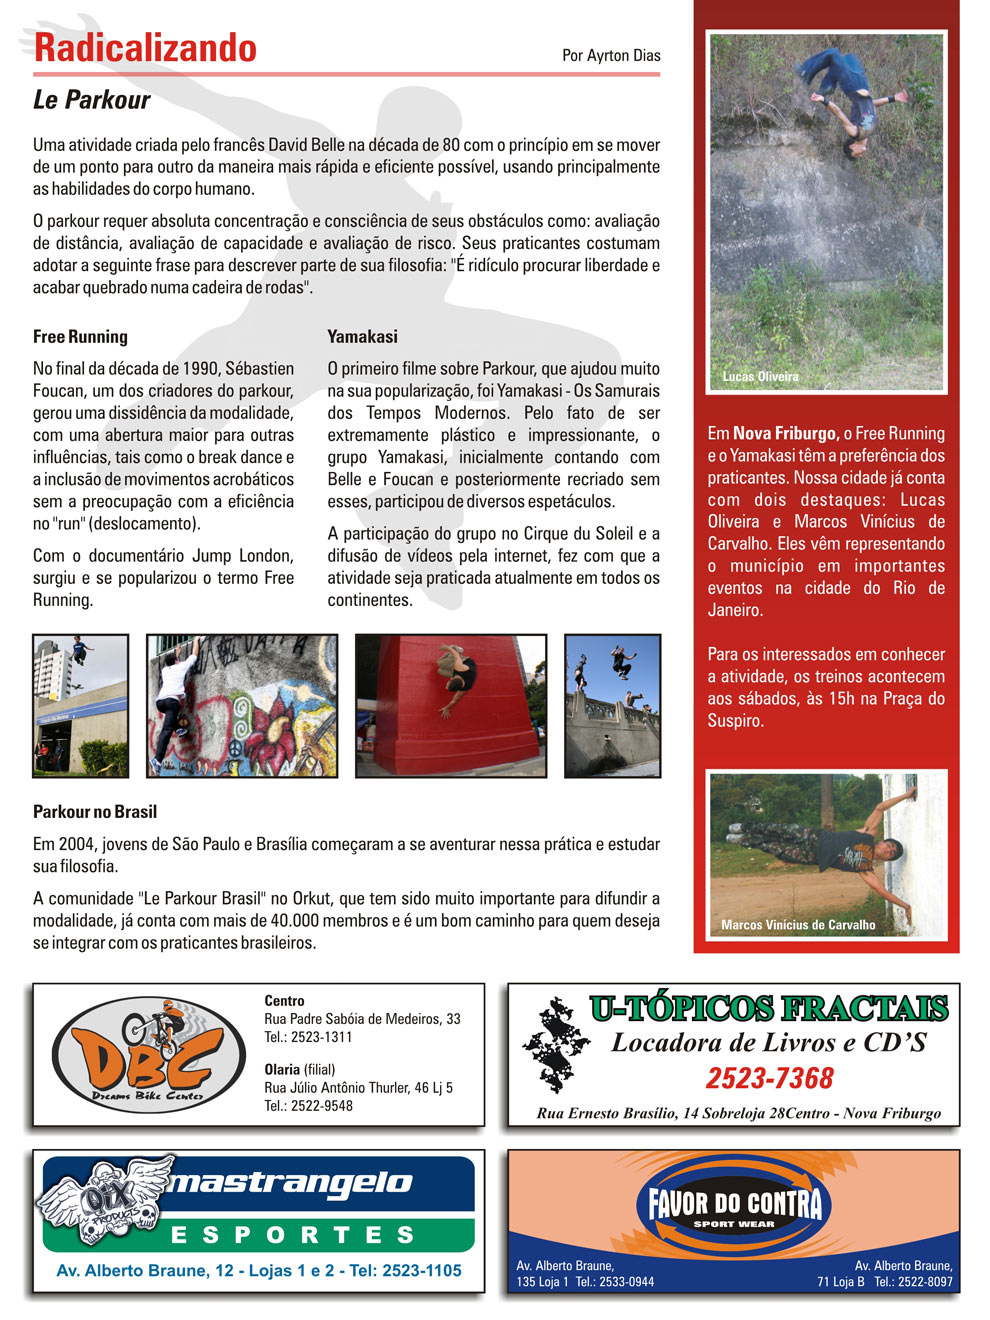 Radicalizando
Por Ayrton Dias
Le Parkour
Uma atividade criada pelo francês David Belle na década de 80 com o princípio em se mover
de um ponto para outro da maneira mais rápida e eficiente possível, usando principalmente
as habilidades do corpo humano.
O parkour requer absoluta concentração e consciência de seus obstáculos como: avaliação
de distância, avaliação de capacidade e avaliação de risco. Seus praticantes costumam
adotar a seguinte frase para descrever parte de sua filosofia: "É ridículo procurar liberdade e
acabar quebrado numa cadeira de rodas".
Free Running
No final da década de 1990, Sébastien
Foucan, um dos criadores do parkour,
gerou uma dissidência da modalidade,
com uma abertura maior para outras
influências, tais como o break dance e
a inclusão de movimentos acrobáticos
sem a preocupação com a eficiência
no "run" (deslocamento).
Com o documentário Jump London,
surgiu e se popularizou o termo Free
Running.
Yamakasi
O primeiro filme sobre Parkour, que ajudou muito
na sua popularização, foi Yamakasi - Os Samurais
dos Tempos Modernos. Pelo fato de ser
extremamente plástico e impressionante, o
grupo Yamakasi, inicialmente contando com
Belle e Foucan e posteriormente recriado sem
esses, participou de diversos espetáculos.
A participação do grupo no Cirque du Soleil e a
difusão de vídeos pela internet, fez com que a
atividade seja praticada atualmente em todos os
continentes.
Parkour no Brasil
Em 2004, jovens de São Paulo e Brasília começaram a se aventurar nessa prática e estudar
sua filosofia.
A comunidade "Le Parkour Brasil" no Orkut, que tem sido muito importante para difundir a
modalidade, já conta com mais de 40.000 membros e é um bom caminho para quem deseja
se integrar com os praticantes brasileiros.
Lucas Oliveira
Em Nova Friburgo, o Free Running
e o Yamakasi têm a preferência dos
praticantes. Nossa cidade já conta
com dois destaques: Lucas
Oliveira e Marcos Vinícius de
Carvalho. Eles vêm representando
o município em importantes
eventos na cidade do Rio de
Janeiro.
Para os interessados em conhecer
a atividade, os treinos acontecem
aos sábados, às 15h na Praça do
Suspiro.
Marcos Vinícius de Carvalho
DBC
Dreams Bike Center
Centro
Rua Padre Sabóia de Medeiros, 33
Tel.: 2523-1311
Olaria (filial)
Rua Júlio Antônio Thurler, 46 Lj 5
Tel.: 2522-9548
U-TÓPICOS FRACTAIS
Locadora de Livros e CD'S
2523-7368
Rua Ernesto Brasílio, 14 Sobreloja 28Centro - Nova Friburgo
Qix
PRODUCTS
mastrangelo
ESPORTES
Av. Alberto Braune, 12 - Lojas 1 e 2 - Tel: 2523-1105
FAVOR DO CONTRA
SPORT WEAR
Av. Alberto Braune,
135 Loja 1 Tel.: 2533-0944
Av. Alberto Braune,
71 Loja B Tel.: 2522-8097